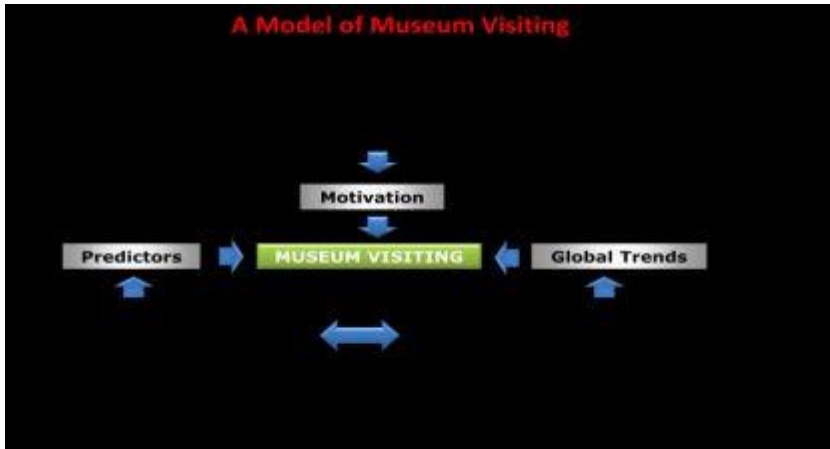 A Model of Museum Visiting
Motivation
Predictors
MUSEUM VISITING
Global Trends